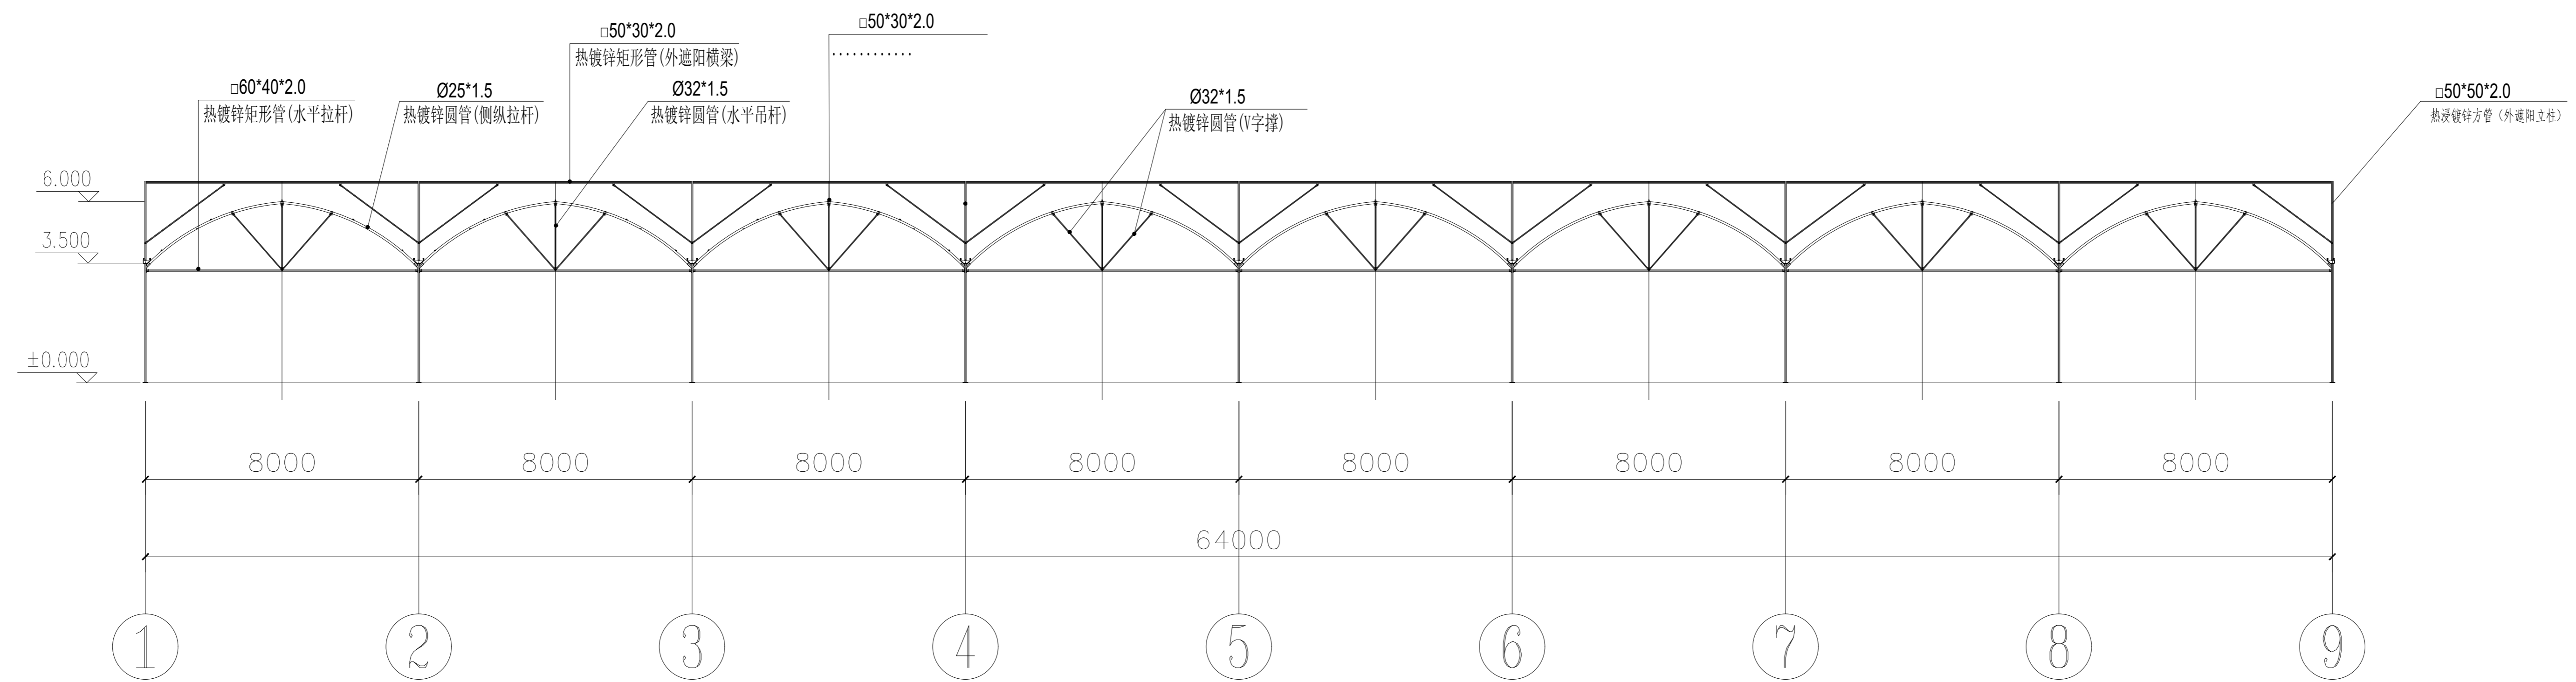 □50*30*2.0
热镀锌矩形管(外遮阳横梁)
□50*30*2.0
............
□60*40*2.0
热镀锌矩形管(水平拉杆)
Ø25*1.5
热镀锌圆管(侧纵拉杆)
Ø32*1.5
热镀锌圆管(水平吊杆)
Ø32*1.5
热镀锌圆管(V字撑)
□50*50*2.0
热浸镀锌方管（外遮阳立柱）
6.000
3.500
±0.000
8000 8000 8000 8000 8000 8000 8000 8000
64000
1 2 3 4 5 6 7 8 9